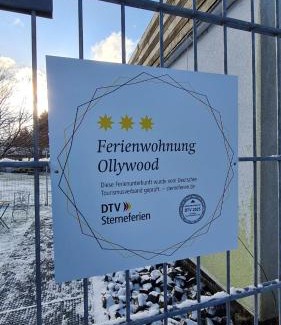 Ferienwohnung
Ollywood
Diese Ferienunterkunft wurde vom Deutschen
Tourismusverband geprüft. – sterneferien.de
DTV
Sterneferien